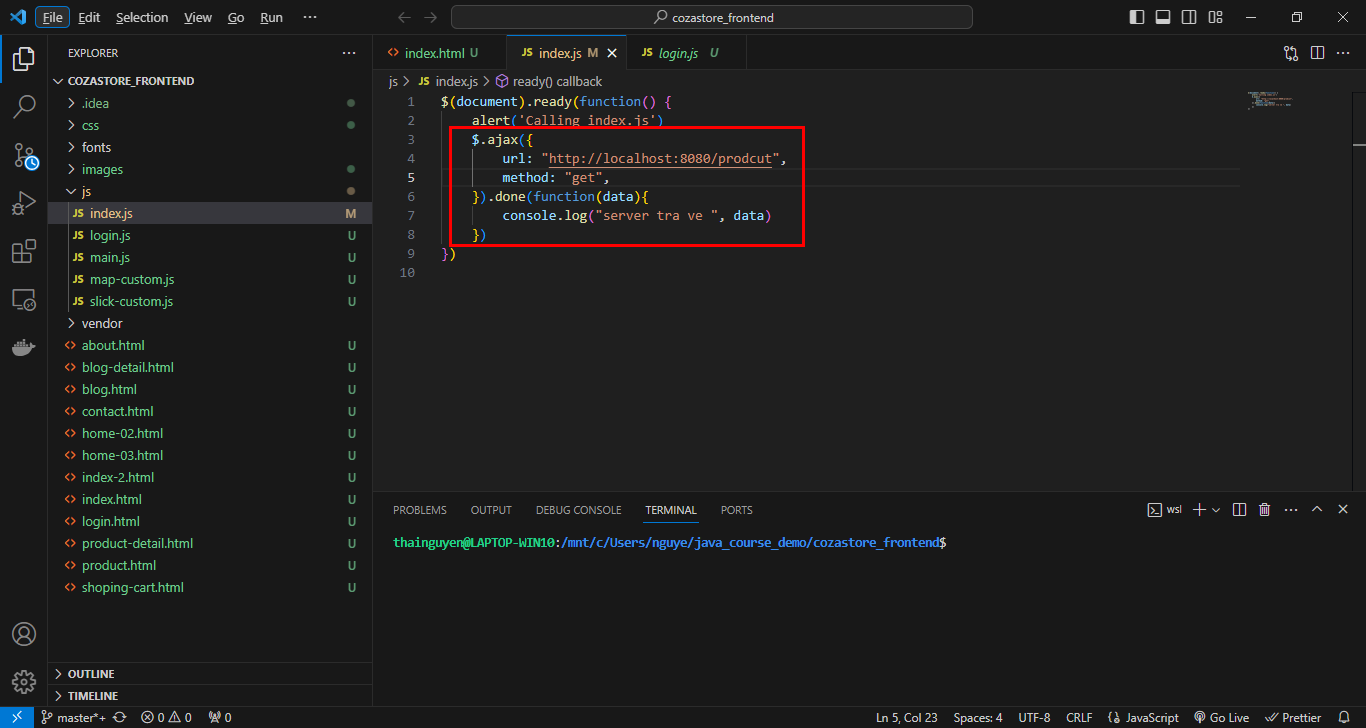 File Edit Selection View Go Run ··· cozastore_frontend
EXPLORER ···
COZASTORE_FRONTEND
.idea
css
fonts
images
js
JS index.js M
JS login.js U
JS main.js U
JS map-custom.js U
JS slick-custom.js U
vendor
<> about.html U
<> blog-detail.html U
<> blog.html U
<> contact.html U
<> home-02.html U
<> home-03.html U
<> index-2.html U
<> index.html U
<> login.html U
<> product-detail.html U
<> product.html U
<> shoping-cart.html U
OUTLINE
TIMELINE
<> index.html U JS index.js M JS login.js U ···
js > JS index.js > ready() callback
1 $(document).ready(function() {
2 alert('Calling index.js')
3 $.ajax({
4 url: "http://localhost:8080/prodcut",
5 method: "get",
6 }).done(function(data){
7 console.log("server tra ve ", data)
8 })
9 })
10
PROBLEMS OUTPUT DEBUG CONSOLE TERMINAL PORTS wsl ···
thainguyen@LAPTOP-WIN10:/mnt/c/Users/nguye/java_course_demo/cozastore_frontend$
master*+ 0 0 0 Ln 5, Col 23 Spaces: 4 UTF-8 CRLF {} JavaScript Go Live Prettier